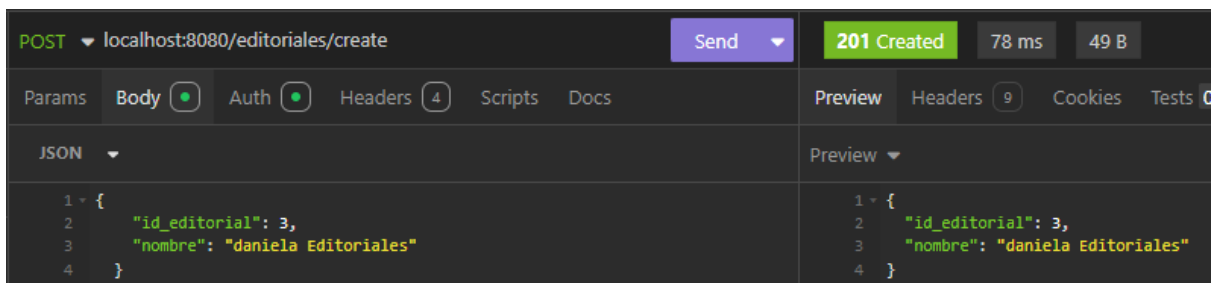 POST localhost:8080/editoriales/create Send 201 Created 78 ms 49 B
Params Body Auth Headers 4 Scripts Docs Preview Headers 9 Cookies Tests 0
JSON Preview
1 { 1 {
2 "id_editorial": 3, 2 "id_editorial": 3,
3 "nombre": "daniela Editoriales" 3 "nombre": "daniela Editoriales"
4 } 4 }